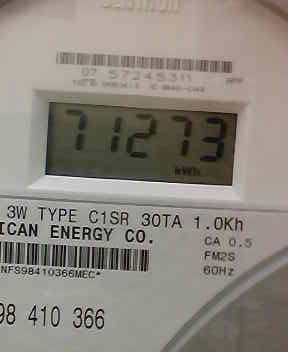 CENTRON
07 57245311
71273
kWh
3W TYPE C1SR 30TA 1.0Kh
ICAN ENERGY CO.
CA 0.5
FM2S
60Hz
NFS98410366MEC*
98 410 366